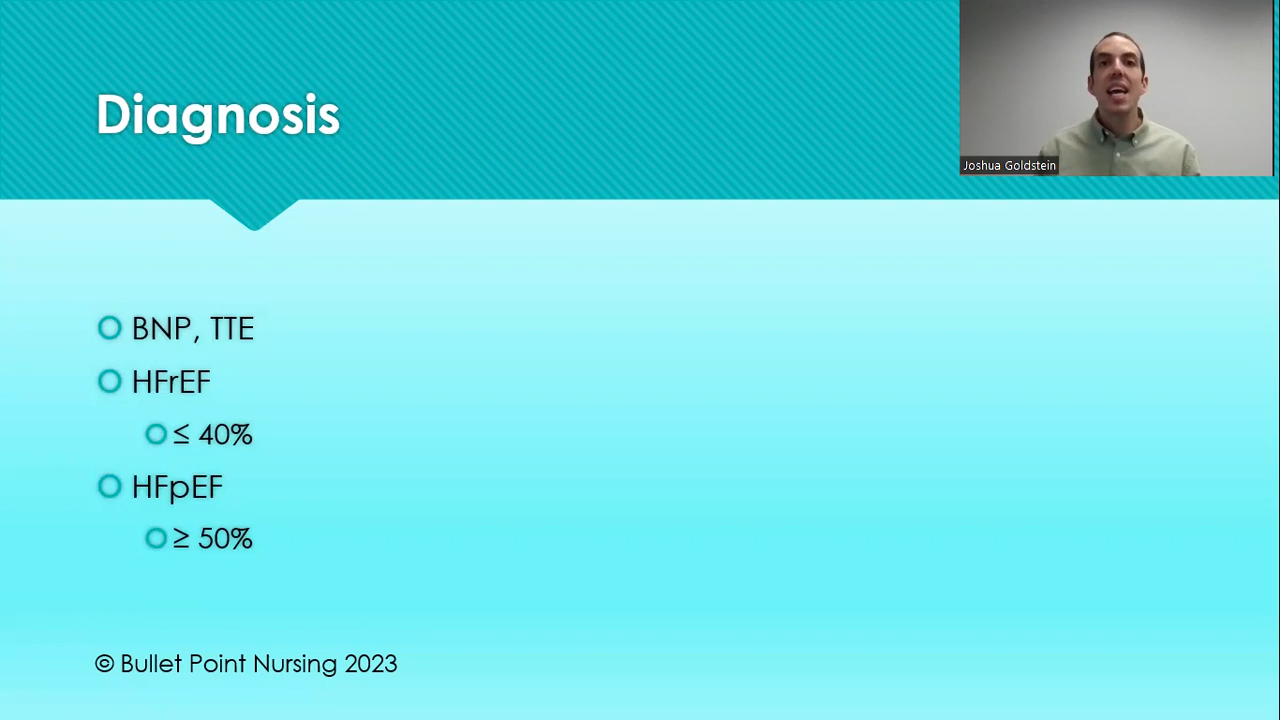 Diagnosis
Joshua Goldstein
BNP, TTE
HFrEF
≤ 40%
HFpEF
≥ 50%
© Bullet Point Nursing 2023